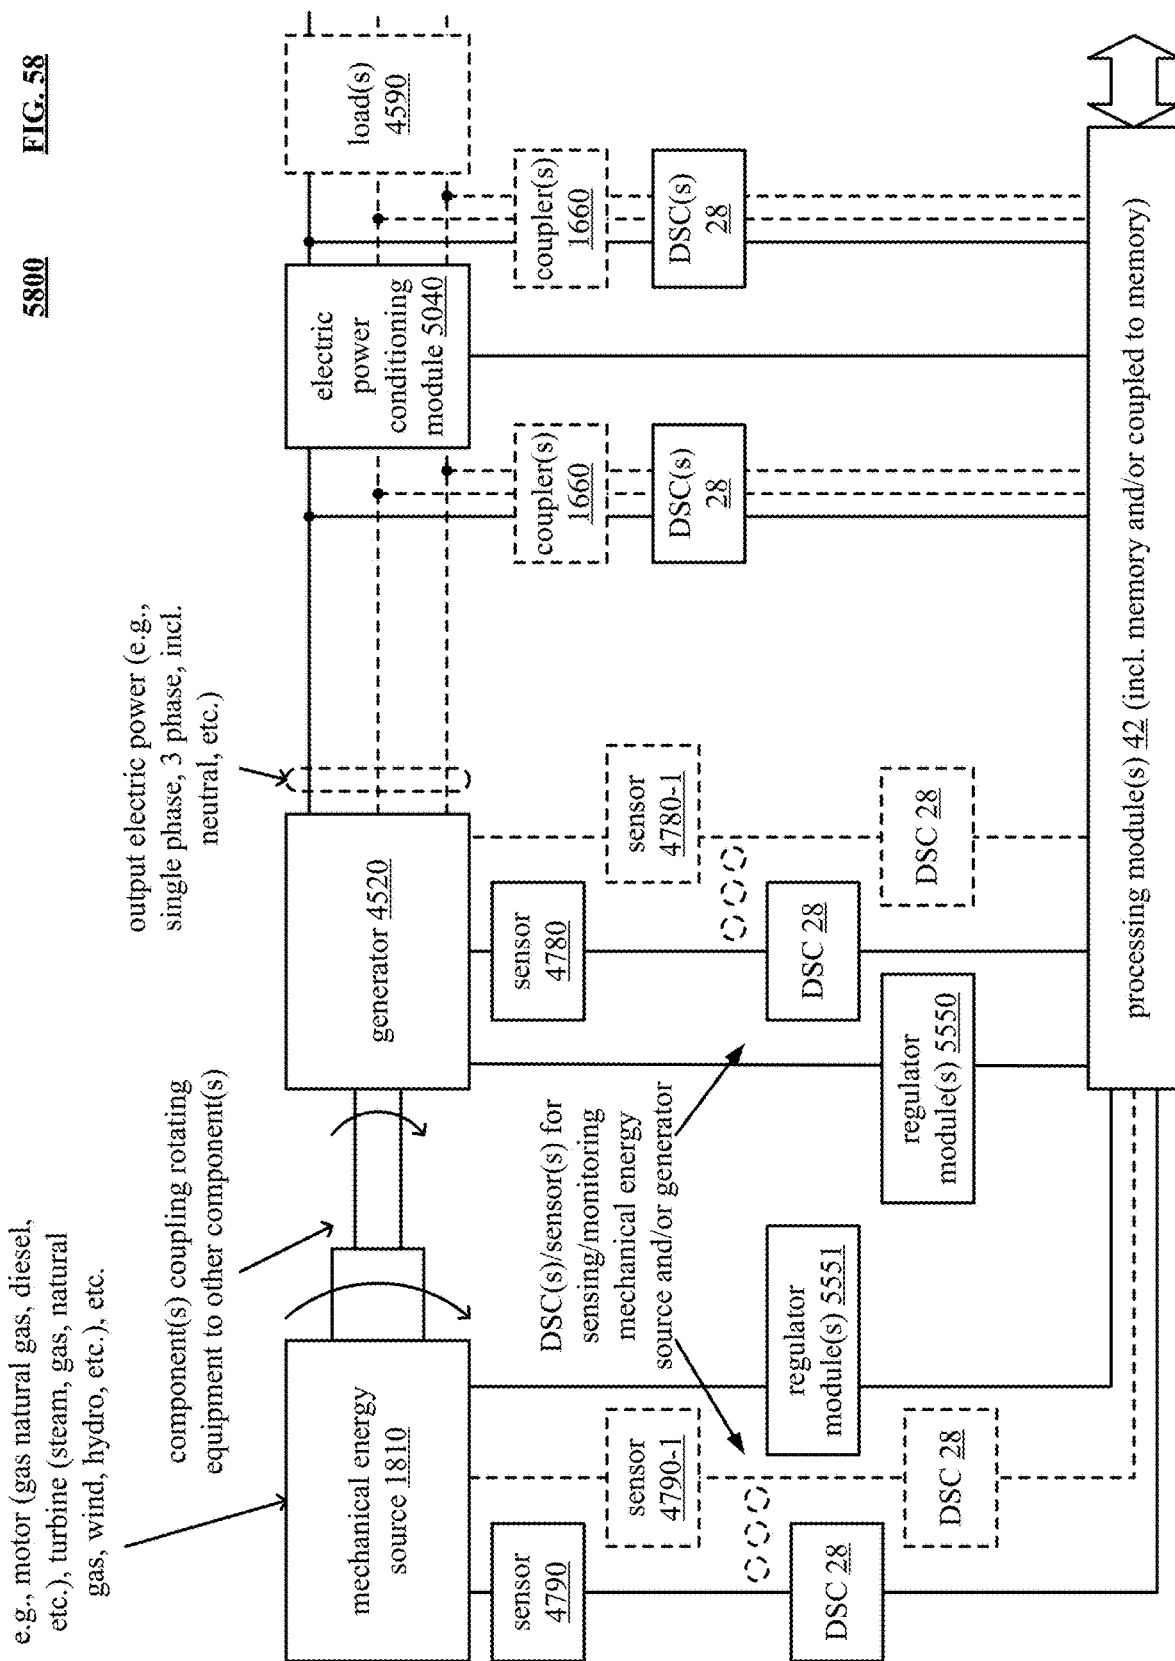 FIG. 58
5800
e.g., motor (gas natural gas, diesel,
etc.), turbine (steam, gas, natural
gas, wind, hydro, etc.), etc.
component(s) coupling rotating
equipment to other component(s)
output electric power (e.g.,
single phase, 3 phase, incl.
neutral, etc.)
mechanical energy
source 1810
generator 4520
electric
power
conditioning
module 5040
load(s)
4590
sensor
4790
sensor
4790-1
sensor
4780
sensor
4780-1
coupler(s)
1660
coupler(s)
1660
DSC(s)
28
DSC(s)
28
DSC(s)/sensor(s) for
sensing/monitoring
mechanical energy
source and/or generator
DSC 28
DSC 28
regulator
module(s) 5551
regulator
module(s) 5550
DSC 28
DSC 28
processing module(s) 42 (incl. memory and/or coupled to memory)